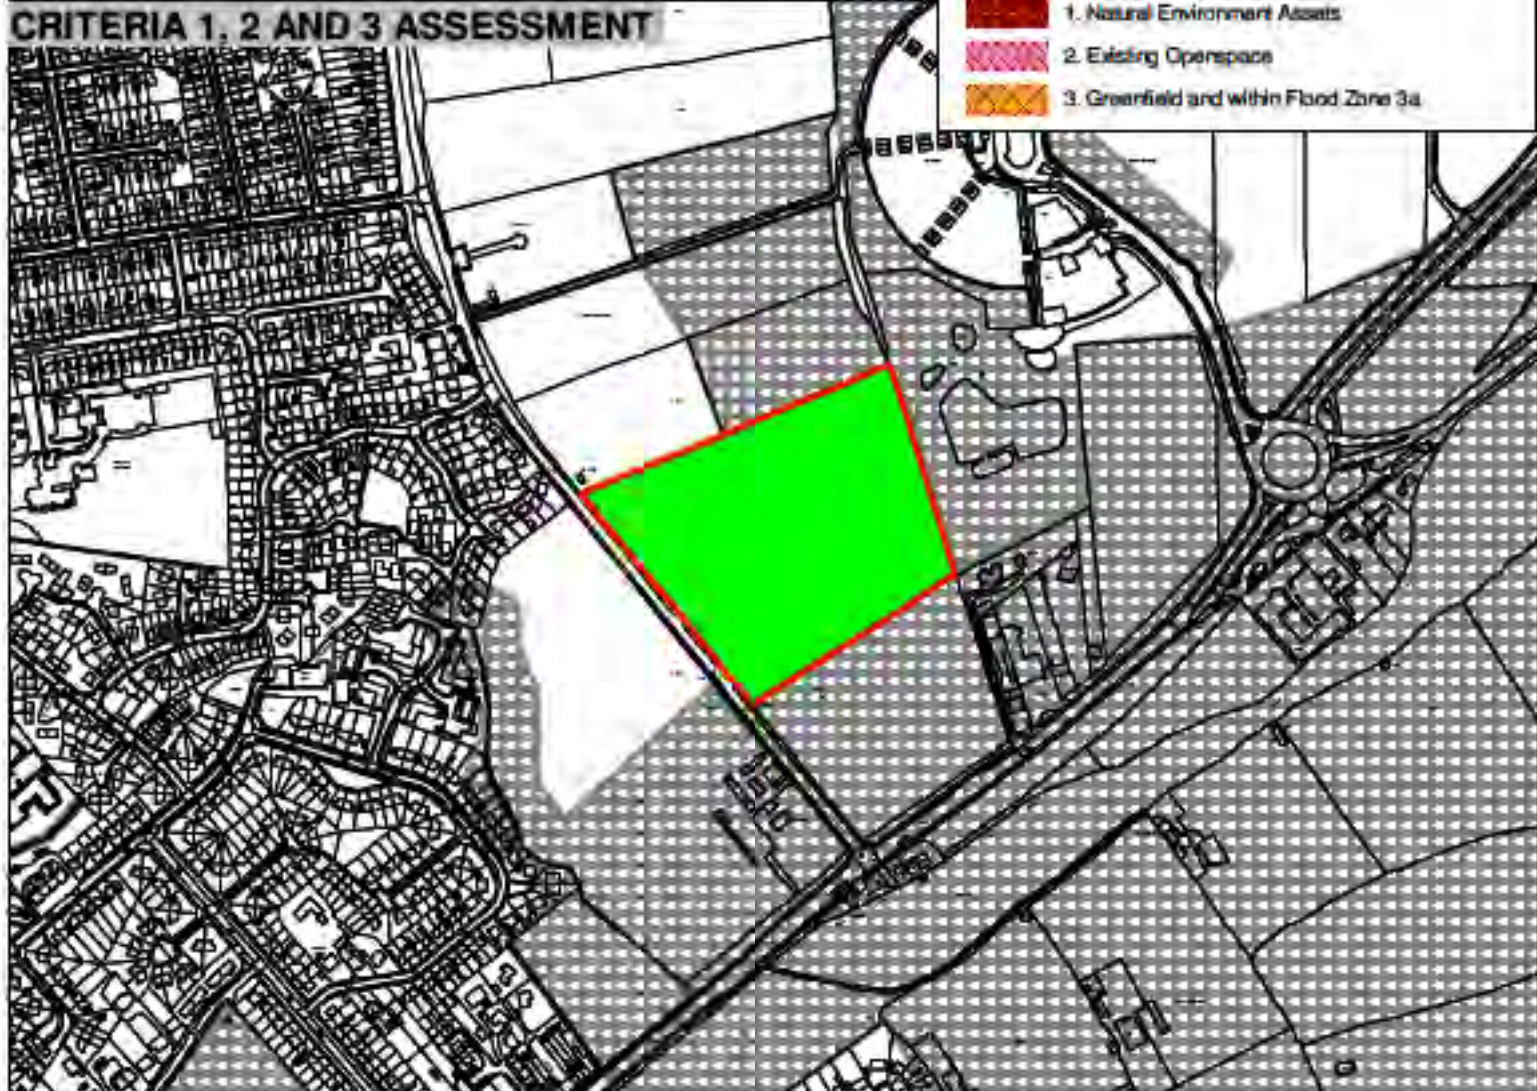 CRITERIA 1, 2 AND 3 ASSESSMENT
1. Natural Environment Assets
2. Existing Openspace
3. Greenfield and within Flood Zone 3a